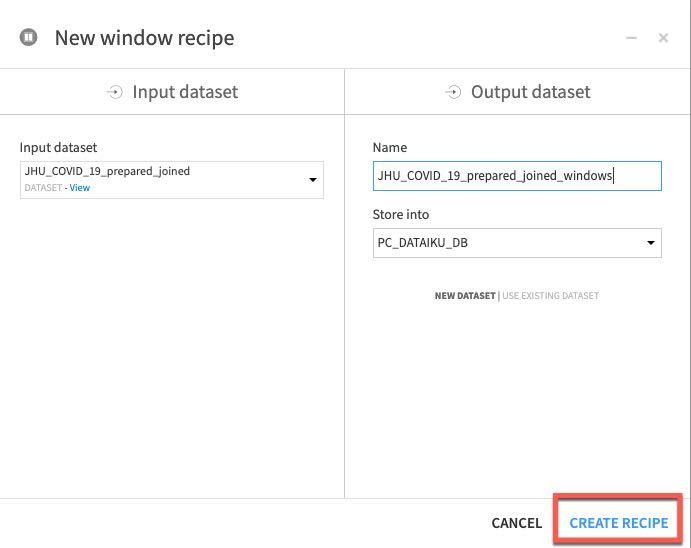 New window recipe
Input dataset
Output dataset
Input dataset
JHU_COVID_19_prepared_joined
DATASET - View
Name
JHU_COVID_19_prepared_joined_windows
Store into
PC_DATAIKU_DB
NEW DATASET | USE EXISTING DATASET
CANCEL
CREATE RECIPE